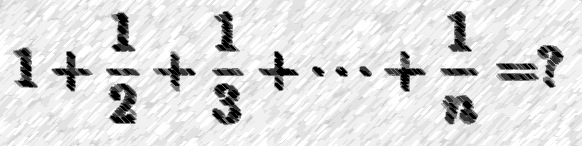 1 + 1/2 + 1/3 + ··· + 1/n = ?